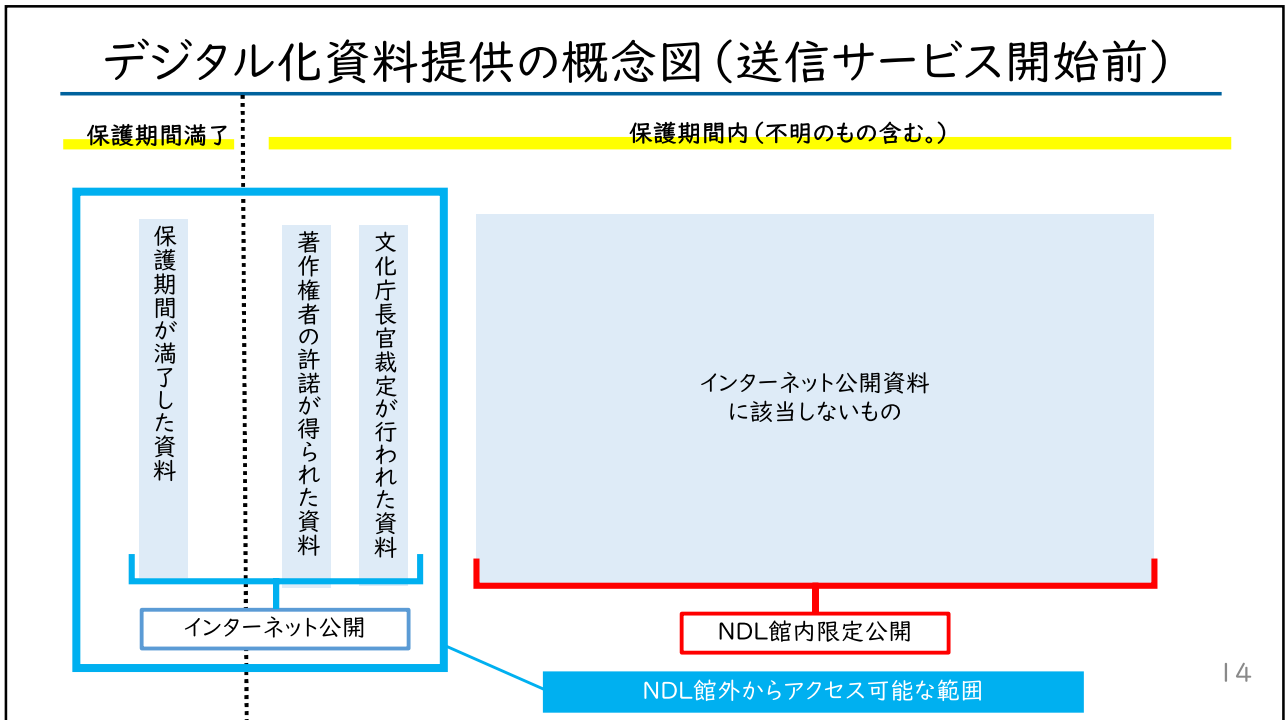 デジタル化資料提供の概念図（送信サービス開始前）
保護期間満了
保護期間内（不明のもの含む。）
保護期間が満了した資料
著作権者の許諾が得られた資料
文化庁長官裁定が行われた資料
インターネット公開資料
に該当しないもの
インターネット公開
NDL館内限定公開
NDL館外からアクセス可能な範囲
14